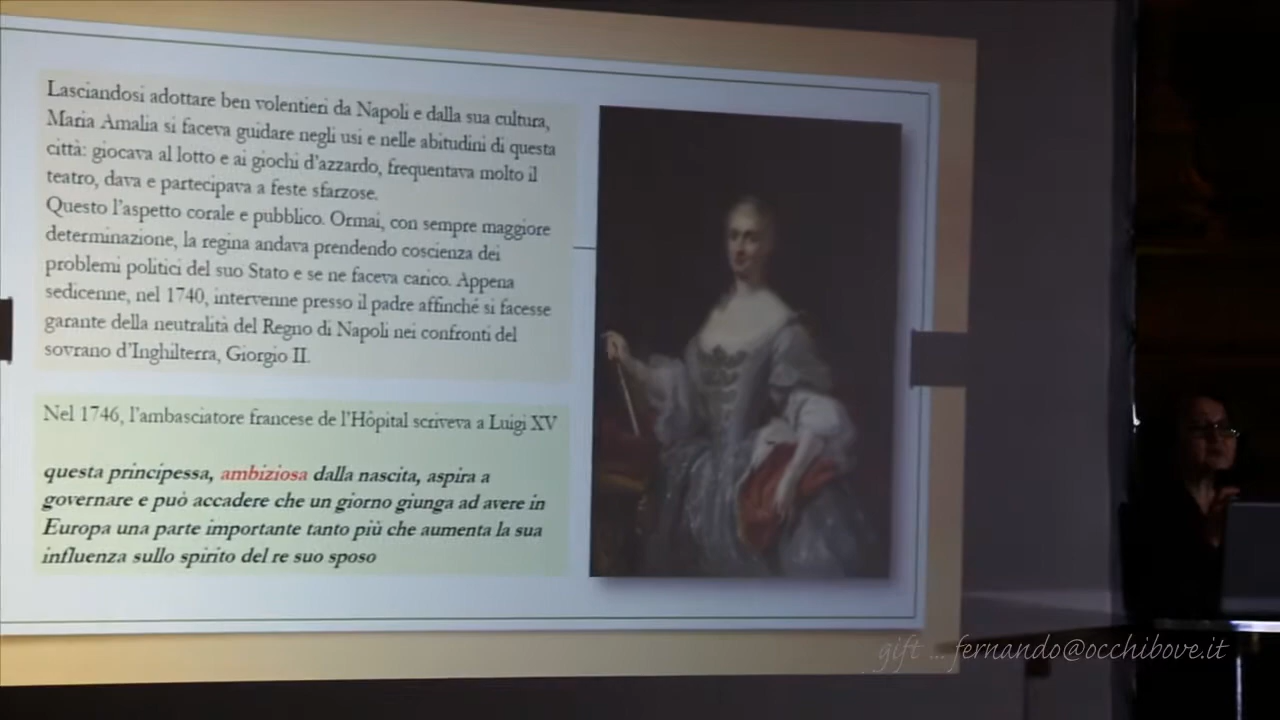 Lasciandosi adottare ben volentieri da Napoli e dalla sua cultura,
Maria Amalia si faceva guidare negli usi e nelle abitudini di questa
città: giocava al lotto e ai giochi d'azzardo, frequentava molto il
teatro, dava e partecipava a feste sfarzose.
Questo l'aspetto corale e pubblico. Ormai, con sempre maggiore
determinazione, la regina andava prendendo coscienza dei
problemi politici del suo Stato e se ne faceva carico. Appena
sedicenne, nel 1740, intervenne presso il padre affinché si facesse
garante della neutralità del Regno di Napoli nei confronti del
sovrano d'Inghilterra, Giorgio II.
Nel 1746, l'ambasciatore francese de l'Hôpital scriveva a Luigi XV
questa principessa, ambiziosa dalla nascita, aspira a
governare e può accadere che un giorno giunga ad avere in
Europa una parte importante tanto più che aumenta la sua
influenza sullo spirito del re suo sposo
gift ... fernando@occhibove.it